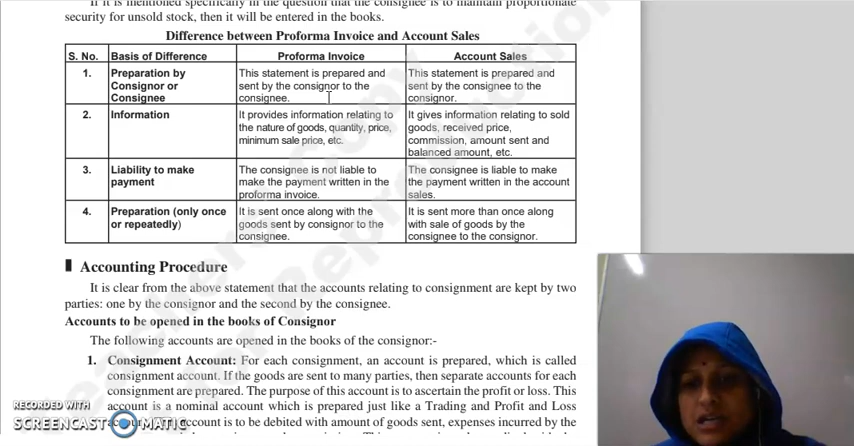 If it is mentioned specifically in the question that the consignee is to maintain proportionate
security for unsold stock, then it will be entered in the books.
Difference between Proforma Invoice and Account Sales
S. No. Basis of Difference Proforma Invoice Account Sales
1. Preparation by This statement is prepared and This statement is prepared and
Consignor or sent by the consignor to the sent by the consignee to the
Consignee consignee. consignor.
2. Information It provides information relating to It gives information relating to sold
the nature of goods, quantity, price, goods, received price,
minimum sale price, etc. commission, amount sent and
balanced amount, etc.
3. Liability to make The consignee is not liable to The consignee is liable to make
payment make the payment written in the the payment written in the account
proforma invoice. sales.
4. Preparation (only once It is sent once along with the It is sent more than once along
or repeatedly) goods sent by consignor to the with sale of goods by the
consignee. consignee to the consignor.
Accounting Procedure
It is clear from the above statement that the accounts relating to consignment are kept by two
parties: one by the consignor and the second by the consignee.
Accounts to be opened in the books of Consignor
The following accounts are opened in the books of the consignor:-
1. Consignment Account: For each consignment, an account is prepared, which is called
consignment account. If the goods are sent to many parties, then separate accounts for each
consignment are prepared. The purpose of this account is to ascertain the profit or loss. This
account is a nominal account which is prepared just like a Trading and Profit and Loss
account is to be debited with amount of goods sent, expenses incurred by the
RECORDED WITH
SCREENCAST MATIC